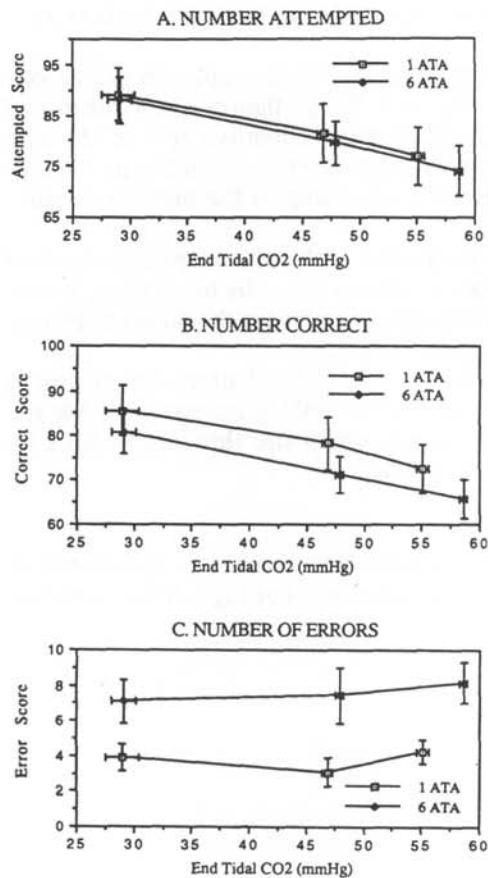 A. NUMBER ATTEMPTED
Attempted Score
95
85
75
65
1 ATA
6 ATA
25 30 35 40 45 50 55 60
End Tidal CO2 (mmHg)
B. NUMBER CORRECT
Correct Score
100
90
80
70
60
1 ATA
6 ATA
25 30 35 40 45 50 55 60
End Tidal CO2 (mmHg)
C. NUMBER OF ERRORS
Error Score
10
8
6
4
2
0
1 ATA
6 ATA
25 30 35 40 45 50 55 60
End Tidal CO2 (mmHg)